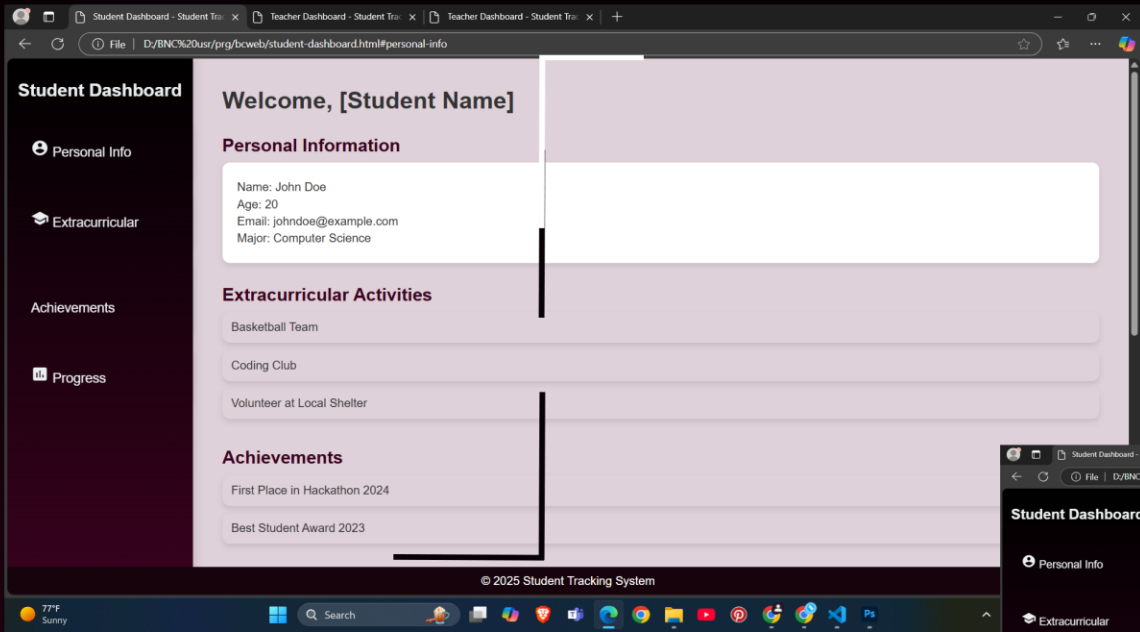 Student Dashboard - Student Tra
Teacher Dashboard - Student Trac
Teacher Dashboard - Student Trac
File
D:/BNC%20usr/prg/bcweb/student-dashboard.html#personal-info
Student Dashboard
Personal Info
Extracurricular
Achievements
Progress
Welcome, [Student Name]
Personal Information
Name: John Doe
Age: 20
Email: johndoe@example.com
Major: Computer Science
Extracurricular Activities
Basketball Team
Coding Club
Volunteer at Local Shelter
Achievements
First Place in Hackathon 2024
Best Student Award 2023
© 2025 Student Tracking System
77°F
Sunny
Search
Ps
Student Dashboard -
File
D:/BNC
Student Dashboard
Personal Info
Extracurricular